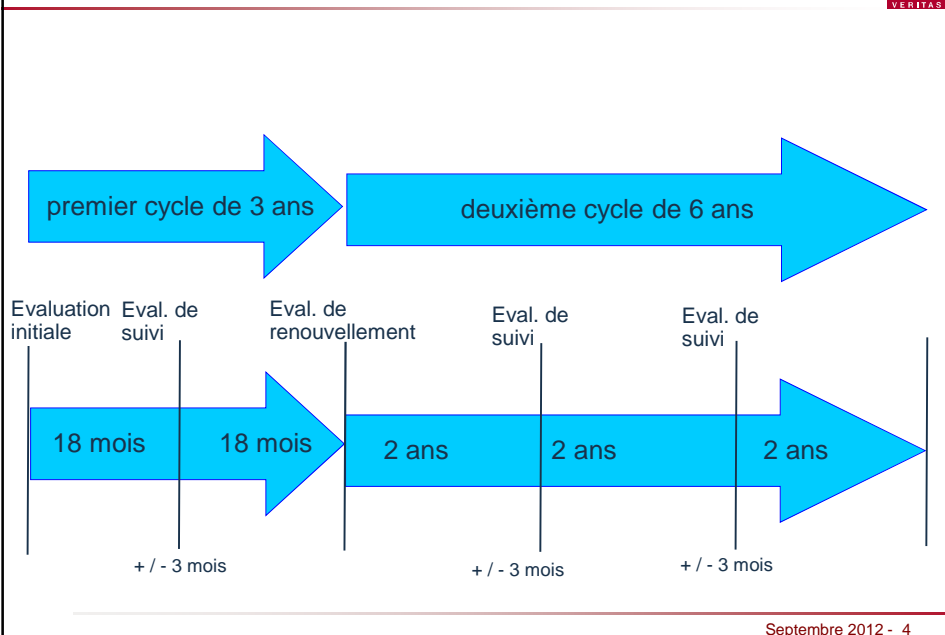 VERITAS
premier cycle de 3 ans
deuxième cycle de 6 ans
Evaluation
initiale
Eval. de
suivi
Eval. de
renouvellement
Eval. de
suivi
Eval. de
suivi
18 mois
18 mois
2 ans
2 ans
2 ans
+ / - 3 mois
+ / - 3 mois
+ / - 3 mois
Septembre 2012 - 4